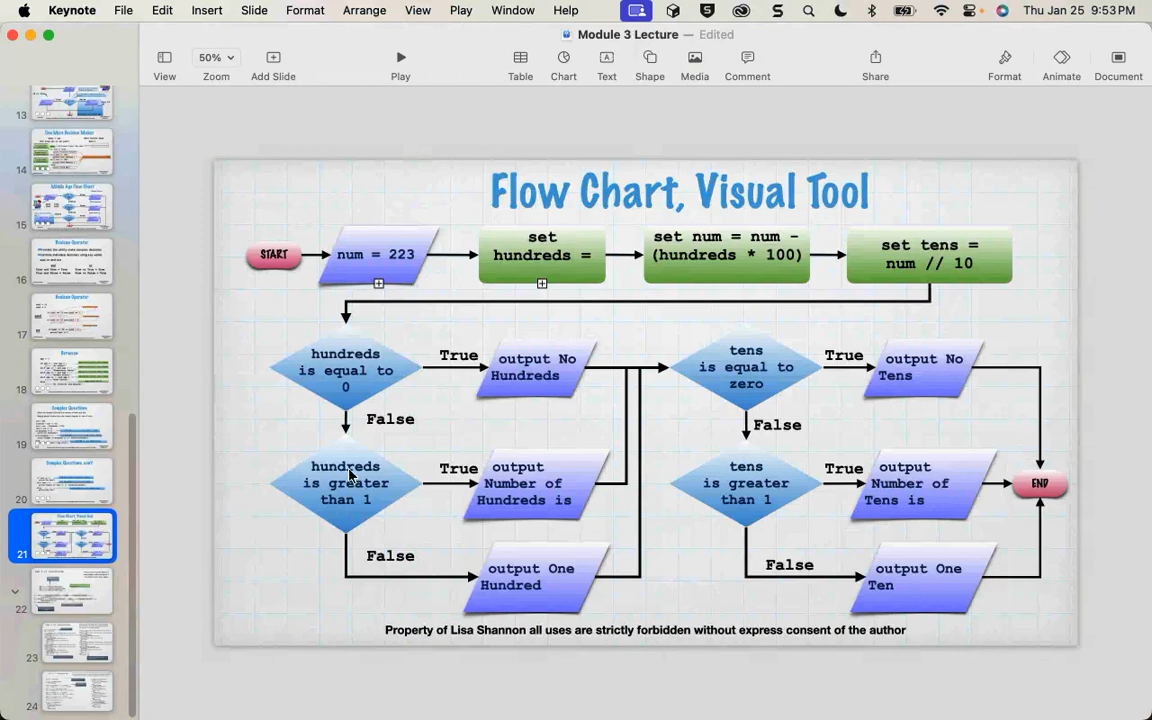 Keynote File Edit Insert Slide Format Arrange View Play Window Help Thu Jan 25 9:53 PM
Module 3 Lecture — Edited
50%
View Zoom Add Slide Play Table Chart Text Shape Media Comment Share Format Animate Document
13
14
15
16
17
18
19
20
21
22
23
24
Flow Chart, Visual Tool
START
num = 223
set
hundreds =
set num = num -
(hundreds * 100)
set tens =
num // 10
hundreds
is equal to
0
True
output No
Hundreds
tens
is equal to
zero
True
output No
Tens
False
False
hundreds
is greater
than 1
True
output
Number of
Hundreds is
tens
is greater
than 1
True
output
Number of
Tens is
END
False
output One
Hundred
False
output One
Ten
Property of Lisa Shannon all uses are strictly forbidden without express consent of the author